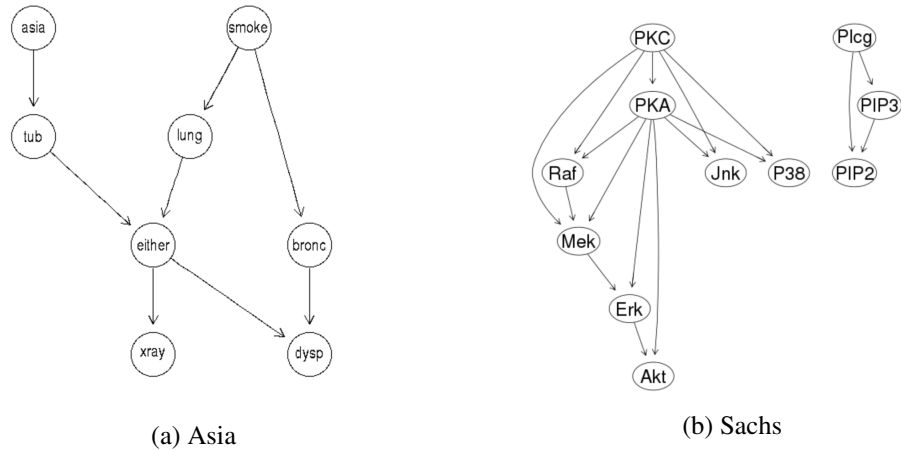 asia
smoke
tub
lung
either
bronc
xray
dysp
(a) Asia
PKC
Plcg
PKA
PIP3
Raf
Jnk
P38
PIP2
Mek
Erk
Akt
(b) Sachs